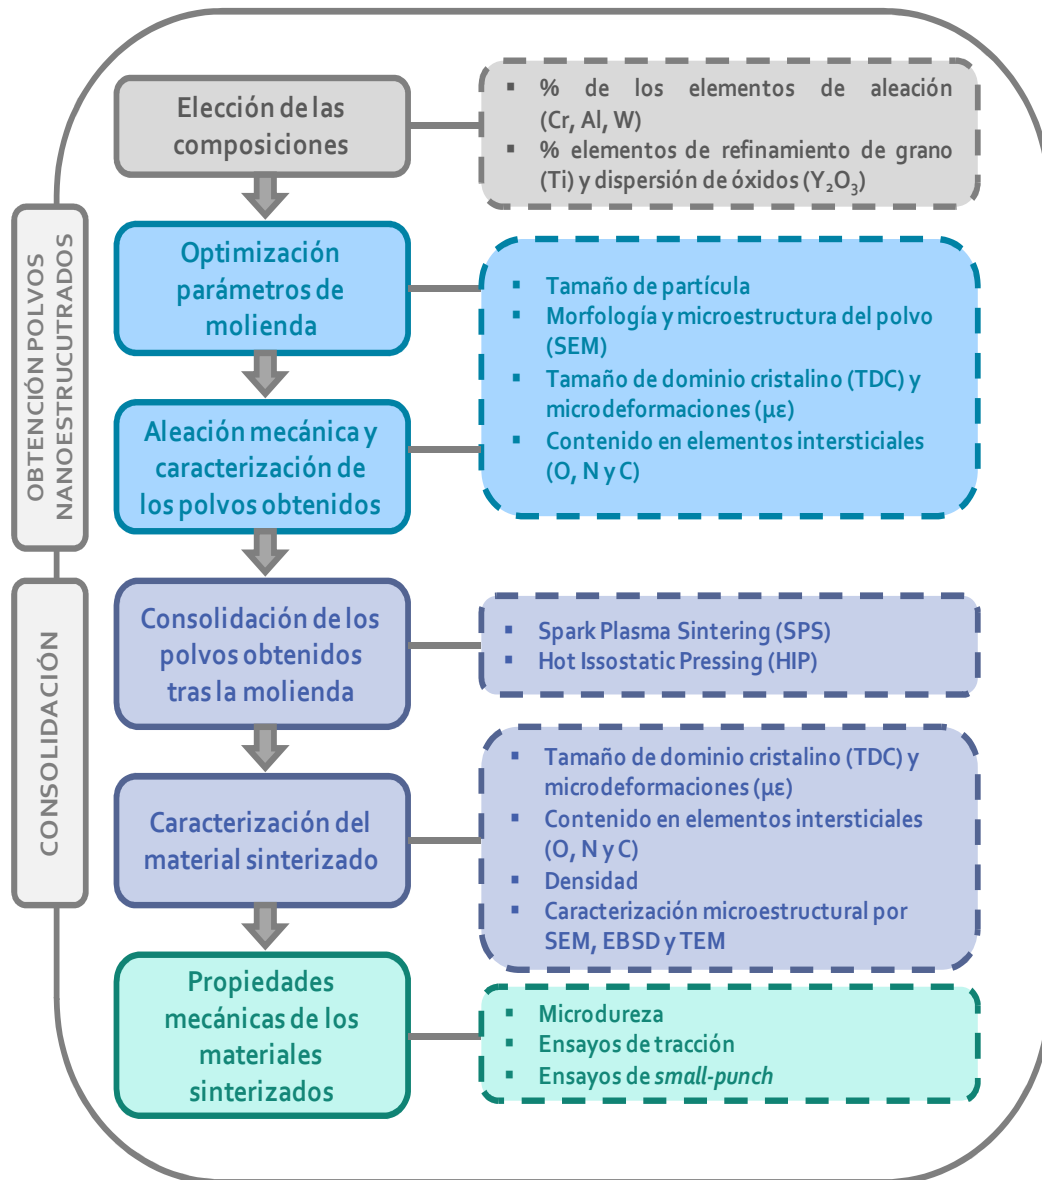 Elección de las
composiciones
▪ % de los elementos de aleación
(Cr, Al, W)
▪ % elementos de refinamiento de grano
(Ti) y dispersión de óxidos (Y₂O₃)
OBTENCIÓN POLVOS
NANOESTRUCUTRADOS
Optimización
parámetros de
molienda
▪ Tamaño de partícula
▪ Morfología y microestructura del polvo
(SEM)
▪ Tamaño de dominio cristalino (TDC) y
microdeformaciones (με)
▪ Contenido en elementos intersticiales
(O, N y C)
Aleación mecánica y
caracterización de
los polvos obtenidos
CONSOLIDACIÓN
Consolidación de los
polvos obtenidos
tras la molienda
▪ Spark Plasma Sintering (SPS)
▪ Hot Issostatic Pressing (HIP)
Caracterización del
material sinterizado
▪ Tamaño de dominio cristalino (TDC) y
microdeformaciones (με)
▪ Contenido en elementos intersticiales
(O, N y C)
▪ Densidad
▪ Caracterización microestructural por
SEM, EBSD y TEM
Propiedades
mecánicas de los
materiales
sinterizados
▪ Microdureza
▪ Ensayos de tracción
▪ Ensayos de small-punch